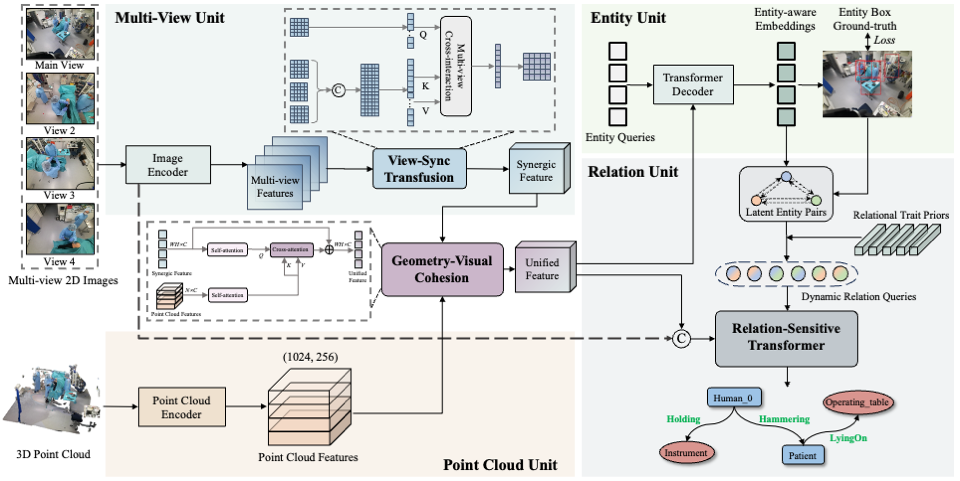 Multi-View Unit
Main View
View 2
View 3
View 4
Multi-view 2D Images
Image
Encoder
Multi-view
Features
C
Q
K
V
Multi-view
Cross-interaction
View-Sync
Transfusion
Synergic
Feature
WH×C
Synergic Feature
Self-attention
Q
Cross-attention
K
V
WH×C
Unified
Feature
N×C
Self-attention
Point Cloud Features
Geometry-Visual
Cohesion
Unified
Feature
3D Point Cloud
Point Cloud
Encoder
(1024, 256)
Point Cloud Features
Point Cloud Unit
Entity Unit
Entity Queries
Transformer
Decoder
Entity-aware
Embeddings
Entity Box
Ground-truth
Loss
Relation Unit
Latent Entity Pairs
Relational Trait Priors
Dynamic Relation Queries
C
Relation-Sensitive
Transformer
Human_0
Operating_table
Holding
Hammering
LyingOn
Instrument
Patient